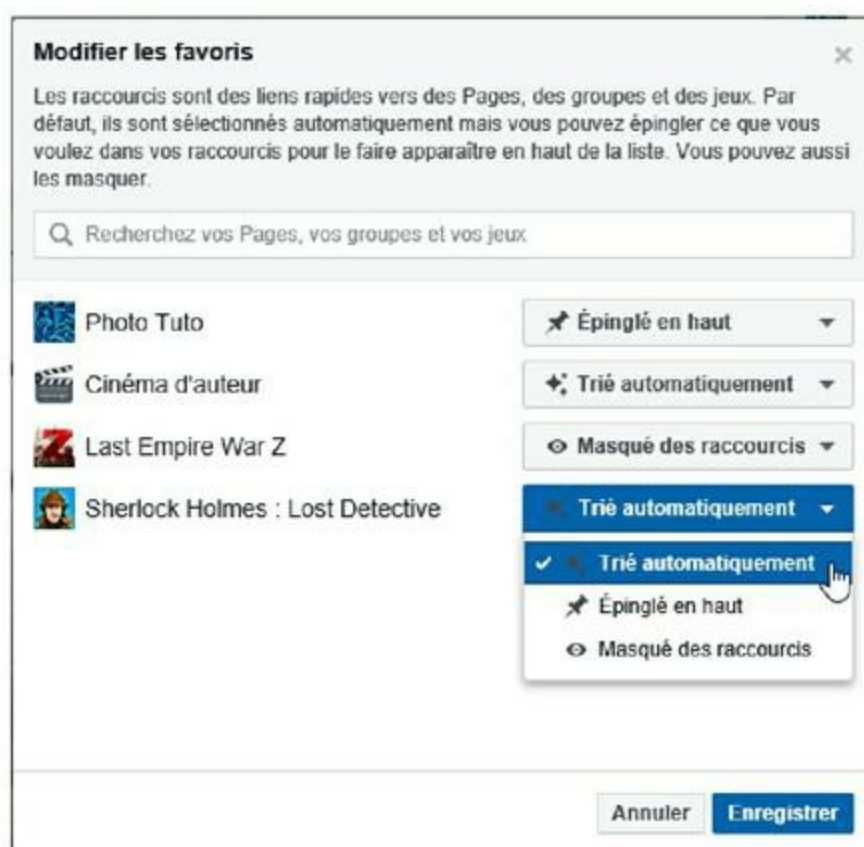 Modifier les favoris
Les raccourcis sont des liens rapides vers des Pages, des groupes et des jeux. Par
défaut, ils sont sélectionnés automatiquement mais vous pouvez épingler ce que vous
voulez dans vos raccourcis pour le faire apparaître en haut de la liste. Vous pouvez aussi
les masquer.
Recherchez vos Pages, vos groupes et vos jeux
Photo Tuto Épinglé en haut
Cinéma d'auteur Trié automatiquement
Last Empire War Z Masqué des raccourcis
Sherlock Holmes : Lost Detective Trié automatiquement
Trié automatiquement
Épinglé en haut
Masqué des raccourcis
Annuler Enregistrer